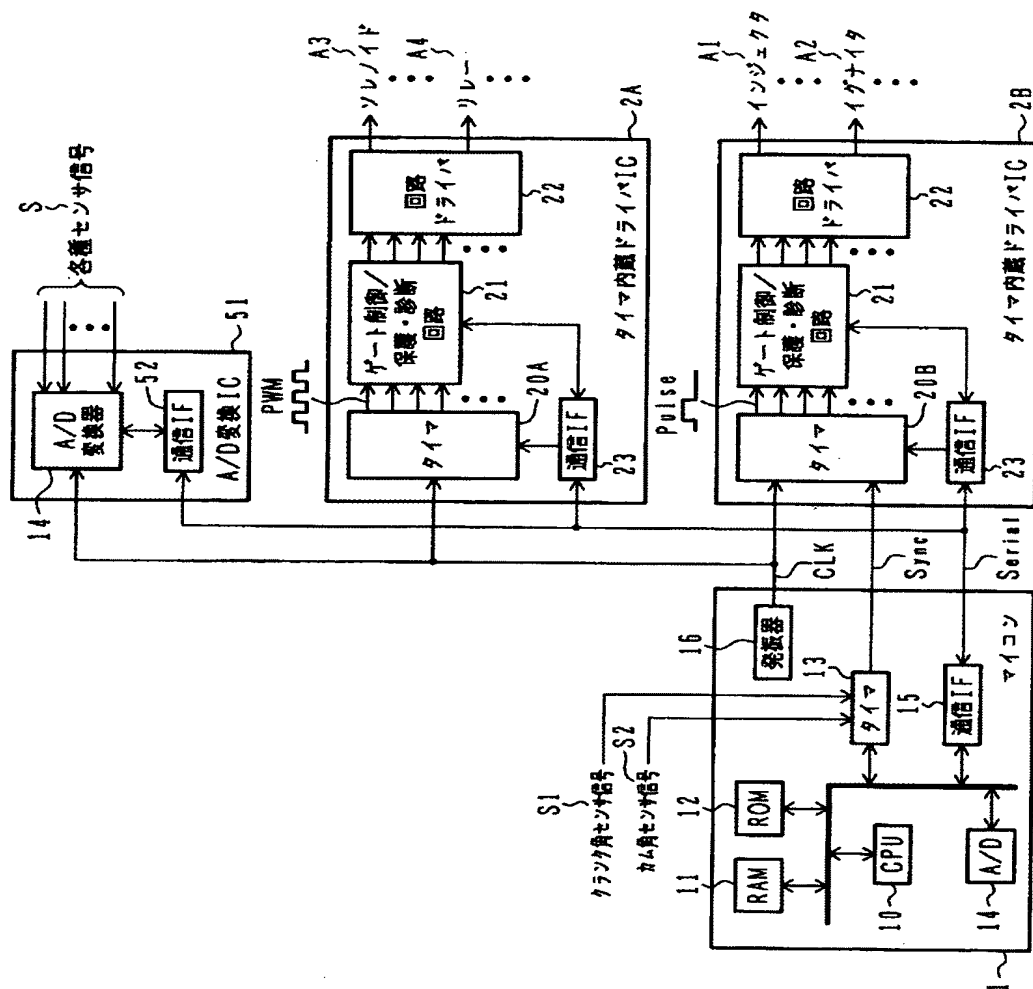 S
各種センサ信号
51
14
A/D
変換器
52
通信IF
A/D変換IC
A3
ソレノイド
A4
リレー
2A
PWM
20A
タイマ
ゲート制御/
保護・診断
回路
21
回路
ドライバ
22
通信IF
23
タイマ内蔵ドライバIC
A1
インジェクタ
A2
イグナイタ
2B
Pulse
20B
タイマ
ゲート制御/
保護・診断
回路
21
回路
ドライバ
22
通信IF
23
タイマ内蔵ドライバIC
CLK
Sync
Serial
S1
クランク角センサ信号
S2
カム角センサ信号
16
発振器
13
タイマ
15
通信IF
マイコン
12
ROM
11
RAM
10
CPU
14
A/D
1